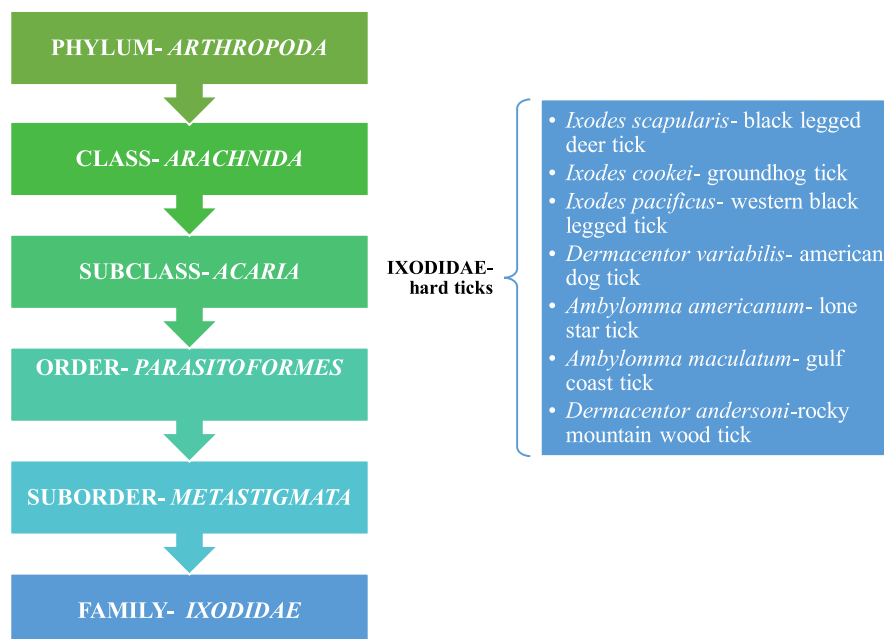 PHYLUM- ARTHROPODA
CLASS- ARACHNIDA
SUBCLASS- ACARIA
ORDER- PARASITOFORMES
SUBORDER- METASTIGMATA
FAMILY- IXODIDAE
IXODIDAE-
hard ticks
• Ixodes scapularis- black legged
deer tick
• Ixodes cookei- groundhog tick
• Ixodes pacificus- western black
legged tick
• Dermacentor variabilis- american
dog tick
• Ambylomma americanum- lone
star tick
• Ambylomma maculatum- gulf
coast tick
• Dermacentor andersoni-rocky
mountain wood tick